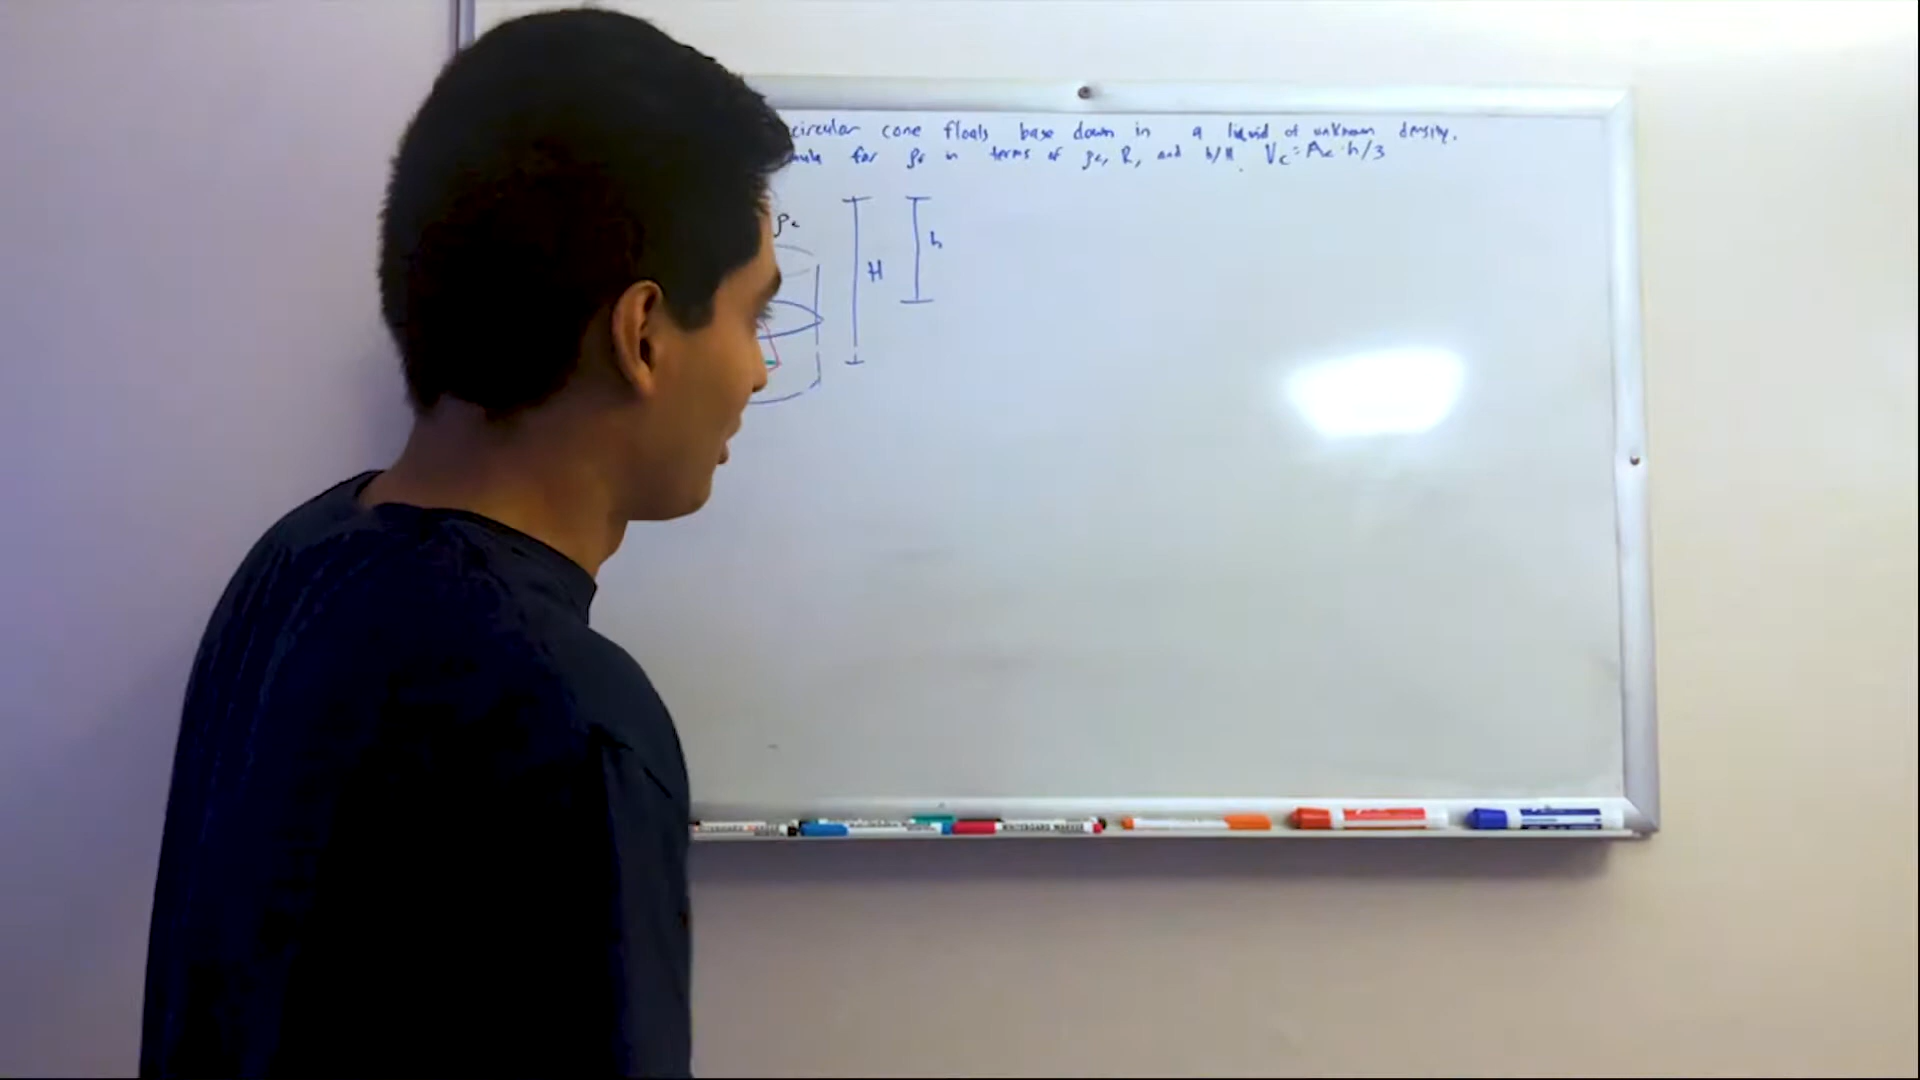 circular cone floats base down in a liquid of unknown density.
for ρf in terms of ρc, R, and h/H. Vc = Ac·h/3
ρc
h
H